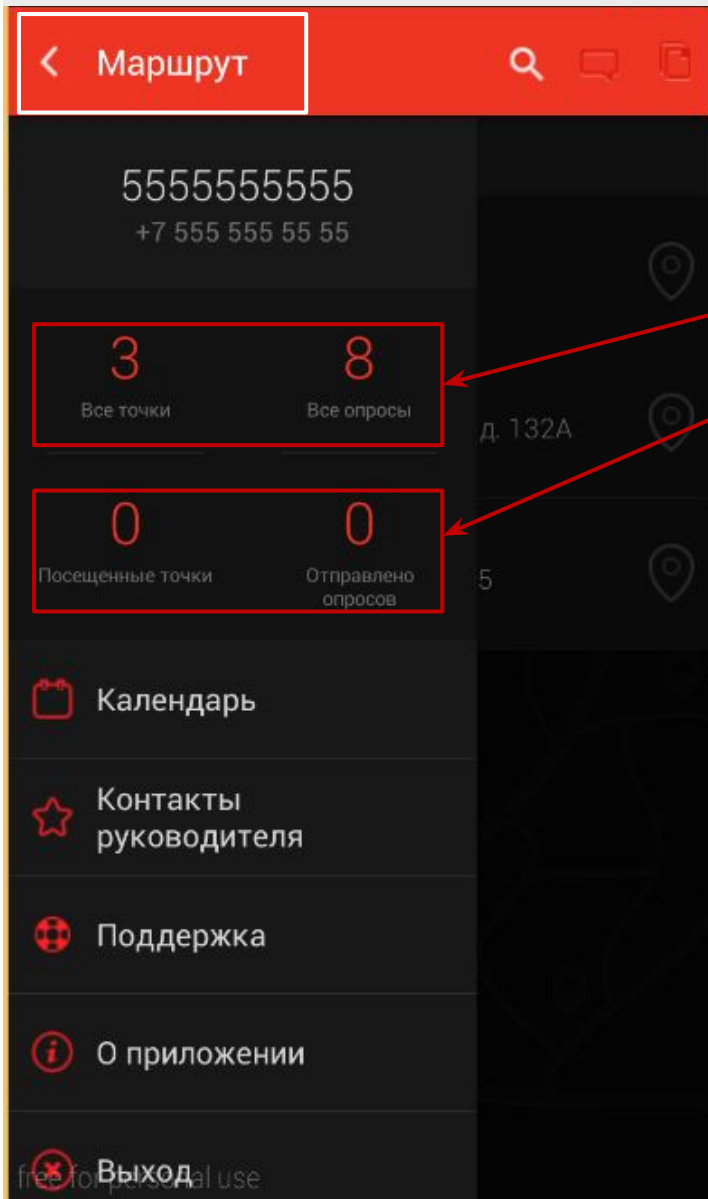 Маршрут
5555555555
+7 555 555 55 55
3 8
Все точки Все опросы
д. 132А
0 0
Посещенные точки Отправлено
опросов
5
Календарь
Контакты
руководителя
Поддержка
О приложении
Выход
free for personal use